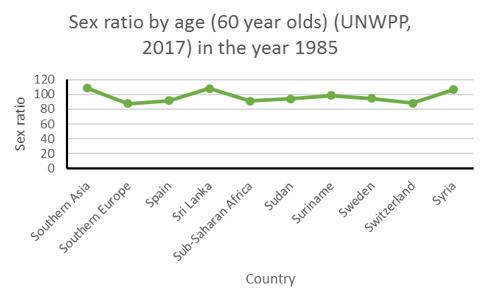 Sex ratio by age (60 year olds) (UNWPP,
2017) in the year 1985
120
100
80
60
40
20
0
Sex ratio
Southern Asia
Southern Europe
Spain
Sri Lanka
Sub-Saharan Africa
Sudan
Suriname
Sweden
Switzerland
Syria
Country